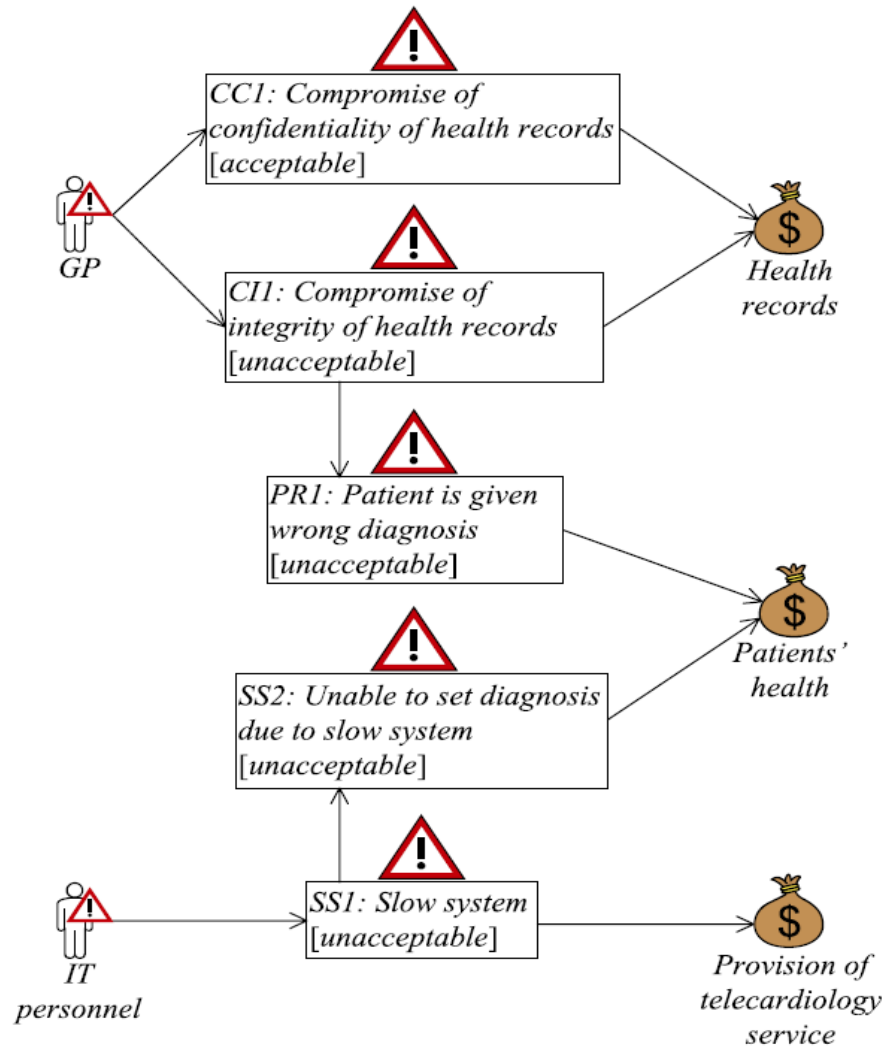 CC1: Compromise of
confidentiality of health records
[acceptable]
GP
CI1: Compromise of
integrity of health records
[unacceptable]
$
Health
records
PR1: Patient is given
wrong diagnosis
[unacceptable]
$
Patients’
health
SS2: Unable to set diagnosis
due to slow system
[unacceptable]
SS1: Slow system
[unacceptable]
IT
personnel
$
Provision of
telecardiology
service